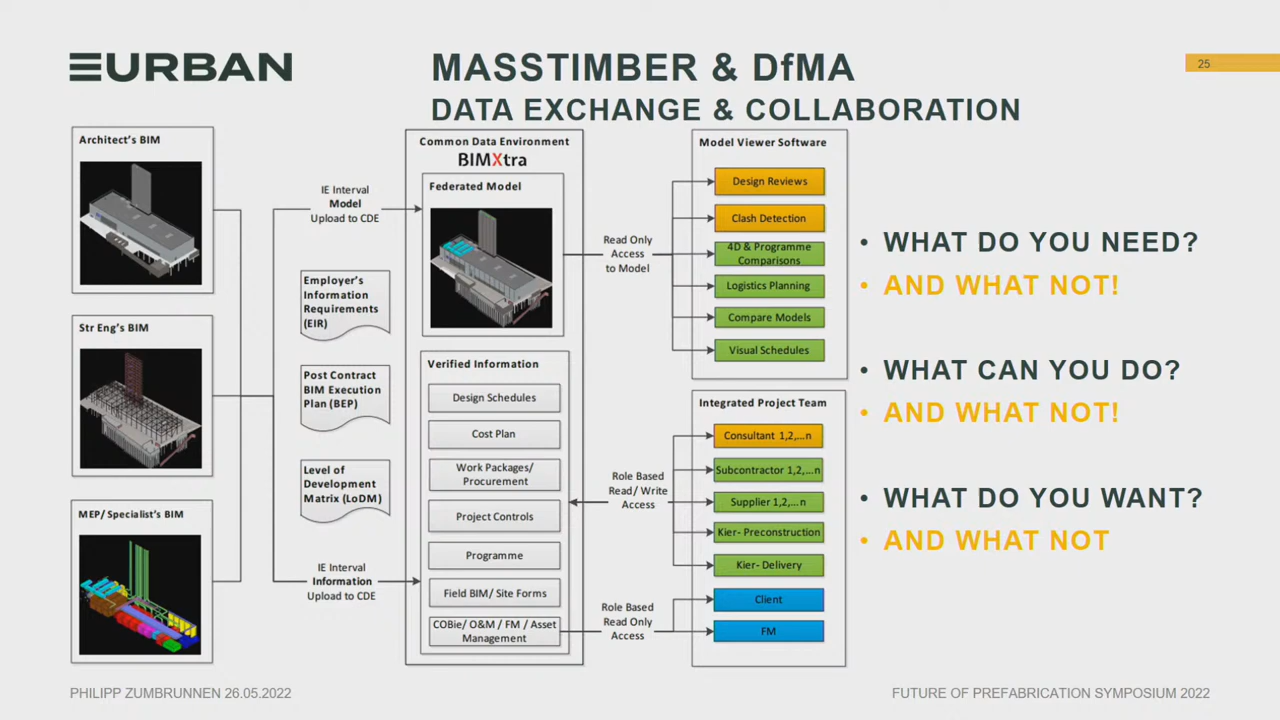 EURBAN
MASSTIMBER & DfMA
DATA EXCHANGE & COLLABORATION
25
Architect's BIM
Str Eng's BIM
MEP/ Specialist's BIM
IE Interval
Model
Upload to CDE
Employer's
Information
Requirements
(EIR)
Post Contract
BIM Execution
Plan (BEP)
Level of
Development
Matrix (LoDM)
IE Interval
Information
Upload to CDE
Common Data Environment
BIMXtra
Federated Model
Verified Information
Design Schedules
Cost Plan
Work Packages/
Procurement
Project Controls
Programme
Field BIM/ Site Forms
COBie/ O&M / FM / Asset
Management
Read Only
Access
to Model
Role Based
Read/ Write
Access
Role Based
Read Only
Access
Model Viewer Software
Design Reviews
Clash Detection
4D & Programme
Comparisons
Logistics Planning
Compare Models
Visual Schedules
Integrated Project Team
Consultant 1,2,...n
Subcontractor 1,2,...n
Supplier 1,2,...n
Kier- Preconstruction
Kier- Delivery
Client
FM
• WHAT DO YOU NEED?
• AND WHAT NOT!
• WHAT CAN YOU DO?
• AND WHAT NOT!
• WHAT DO YOU WANT?
• AND WHAT NOT
PHILIPP ZUMBRUNNEN 26.05.2022
FUTURE OF PREFABRICATION SYMPOSIUM 2022